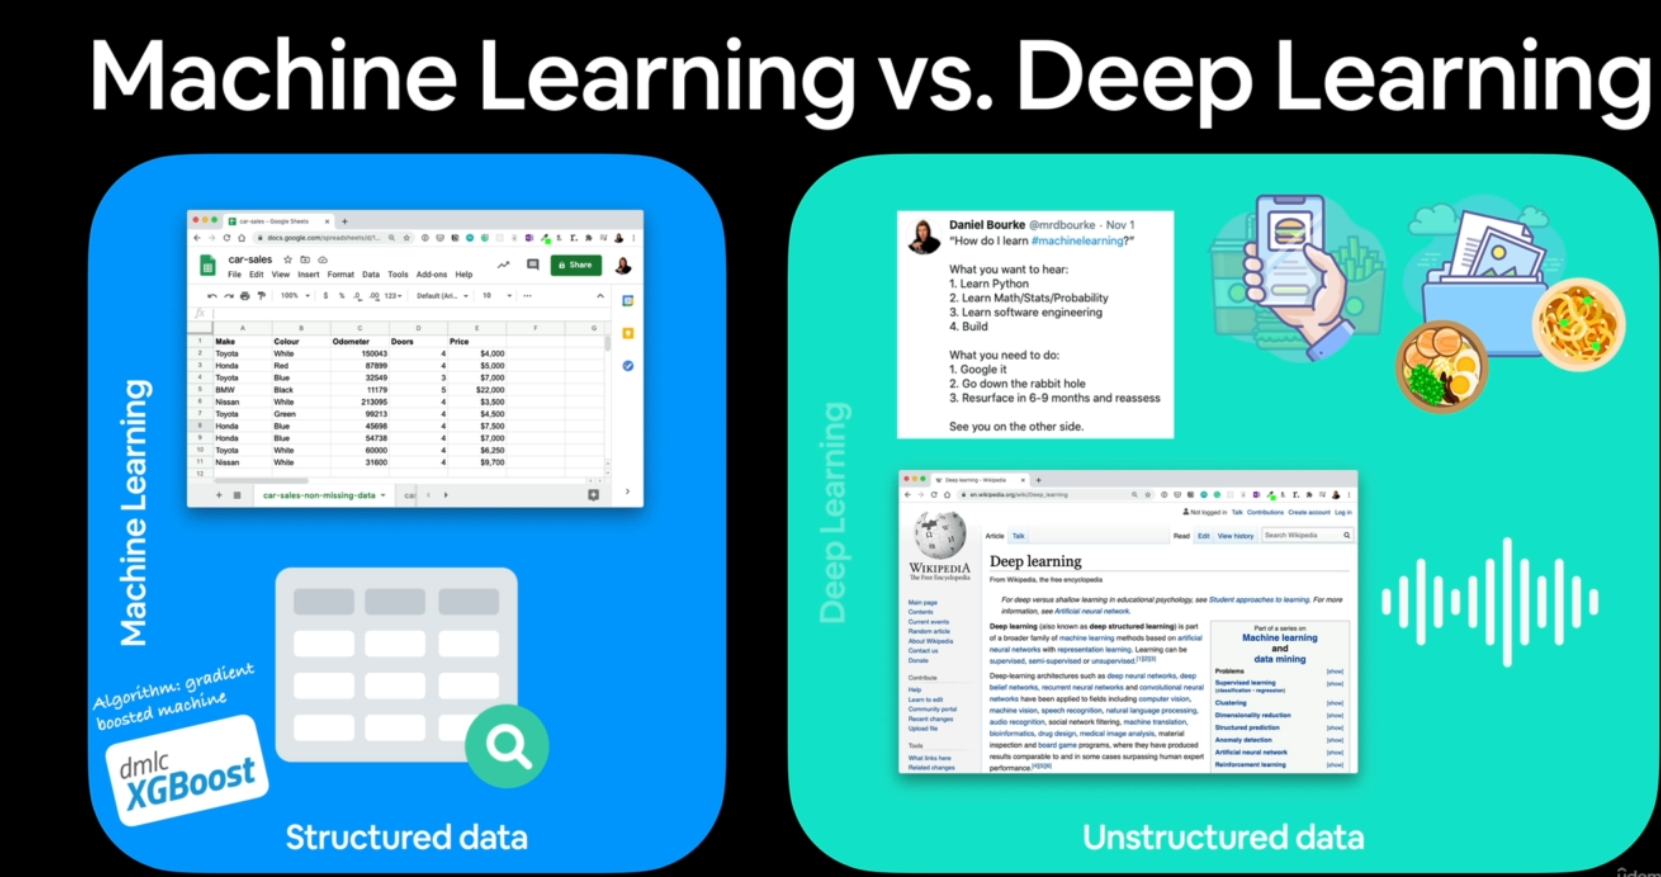 Machine Learning vs. Deep Learning
Machine Learning
car-sales - Google Sheets
docs.google.com/spreadsheets/d/1...
car-sales
Share
File Edit View Insert Format Data Tools Add-ons Help
100% $ % .0 .00 123 Default (Ari... 10
fx
A B C D E F G
1 Make Colour Odometer Doors Price
2 Toyota White 150043 4 $4,000
3 Honda Red 87899 4 $5,000
4 Toyota Blue 32549 3 $7,000
5 BMW Black 11179 5 $22,000
6 Nissan White 213095 4 $3,500
7 Toyota Green 99213 4 $4,500
8 Honda Blue 45698 4 $7,500
9 Honda Blue 54738 4 $7,000
10 Toyota White 60000 4 $6,250
11 Nissan White 31600 4 $9,700
12
car-sales-non-missing-data car
Algorithm: gradient
boosted machine
dmlc
XGBoost
Structured data
Deep Learning
Daniel Bourke @mrdbourke · Nov 1
“How do I learn #machinelearning?”
What you want to hear:
1. Learn Python
2. Learn Math/Stats/Probability
3. Learn software engineering
4. Build
What you need to do:
1. Google it
2. Go down the rabbit hole
3. Resurface in 6-9 months and reassess
See you on the other side.
Deep learning - Wikipedia
en.wikipedia.org/wiki/Deep_learning
Not logged in Talk Contributions Create account Log in
Article Talk Read Edit View history Search Wikipedia
WIKIPEDIA
The Free Encyclopedia
Main page
Contents
Current events
Random article
About Wikipedia
Contact us
Donate
Contribute
Help
Learn to edit
Community portal
Recent changes
Upload file
Tools
What links here
Related changes
Deep learning
From Wikipedia, the free encyclopedia
For deep versus shallow learning in educational psychology, see Student approaches to learning. For more
information, see Artificial neural network.
Deep learning (also known as deep structured learning) is part
of a broader family of machine learning methods based on artificial
neural networks with representation learning. Learning can be
supervised, semi-supervised or unsupervised.[1][2][3]
Deep-learning architectures such as deep neural networks, deep
belief networks, recurrent neural networks and convolutional neural
networks have been applied to fields including computer vision,
machine vision, speech recognition, natural language processing,
audio recognition, social network filtering, machine translation,
bioinformatics, drug design, medical image analysis, material
inspection and board game programs, where they have produced
results comparable to and in some cases surpassing human expert
performance.[4][5][6]
Part of a series on
Machine learning
and
data mining
Problems [show]
Supervised learning [show]
(classification • regression)
Clustering [show]
Dimensionality reduction [show]
Structured prediction [show]
Anomaly detection [show]
Artificial neural network [show]
Reinforcement learning [show]
Unstructured data